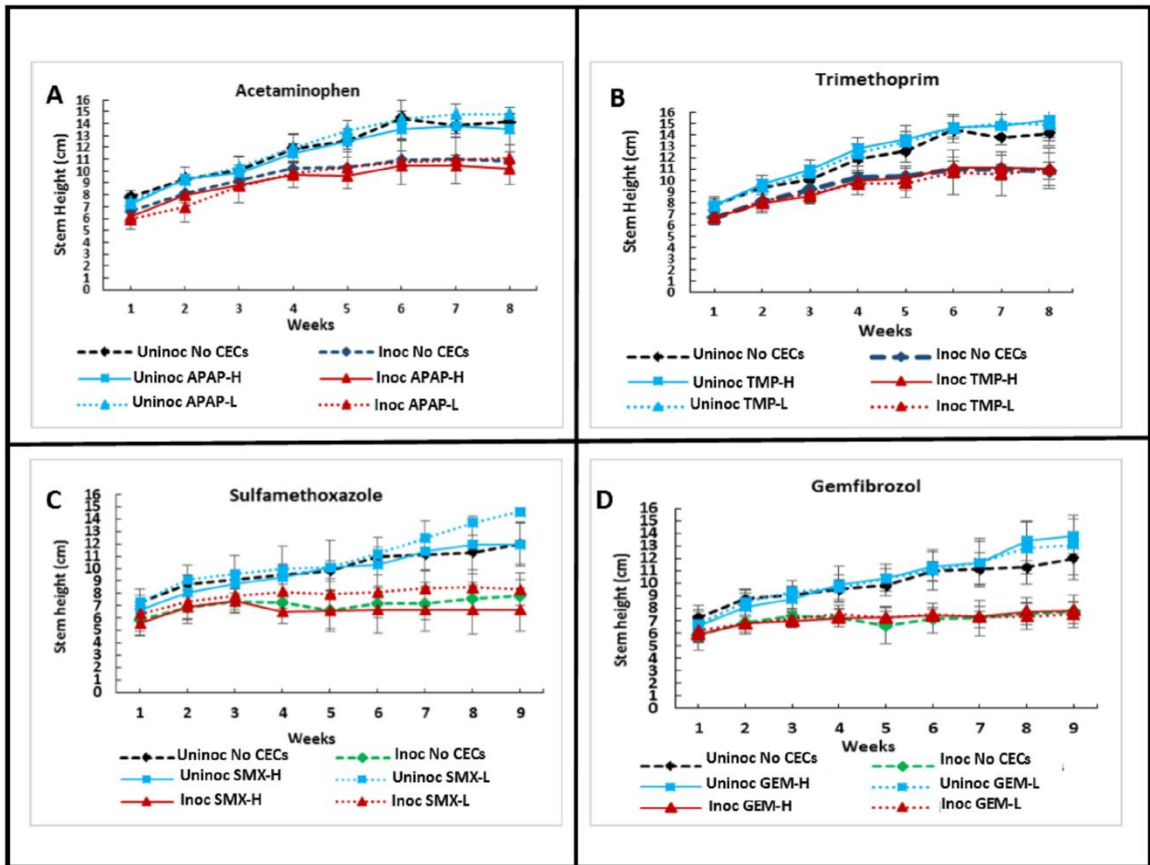 A
Acetaminophen
Stem Height (cm)
16
15
14
13
12
11
10
9
8
7
6
5
4
3
2
1
0
1 2 3 4 5 6 7 8
Weeks
Uninoc No CECs Inoc No CECs
Uninoc APAP-H Inoc APAP-H
Uninoc APAP-L Inoc APAP-L
B
Trimethoprim
Stem Height (cm)
16
15
14
13
12
11
10
9
8
7
6
5
4
3
2
1
0
1 2 3 4 5 6 7 8
Weeks
Uninoc No CECs Inoc No CECs
Uninoc TMP-H Inoc TMP-H
Uninoc TMP-L Inoc TMP-L
C
Sulfamethoxazole
Stem height (cm)
16
15
14
13
12
11
10
9
8
7
6
5
4
3
2
1
0
1 2 3 4 5 6 7 8 9
Weeks
Uninoc No CECs Inoc No CECs
Uninoc SMX-H Uninoc SMX-L
Inoc SMX-H Inoc SMX-L
D
Gemfibrozol
Stem Height (cm)
16
15
14
13
12
11
10
9
8
7
6
5
4
3
2
1
0
1 2 3 4 5 6 7 8 9
Weeks
Uninoc No CECs Inoc No CECs
Uninoc GEM-H Uninoc GEM-L
Inoc GEM-H Inoc GEM-L